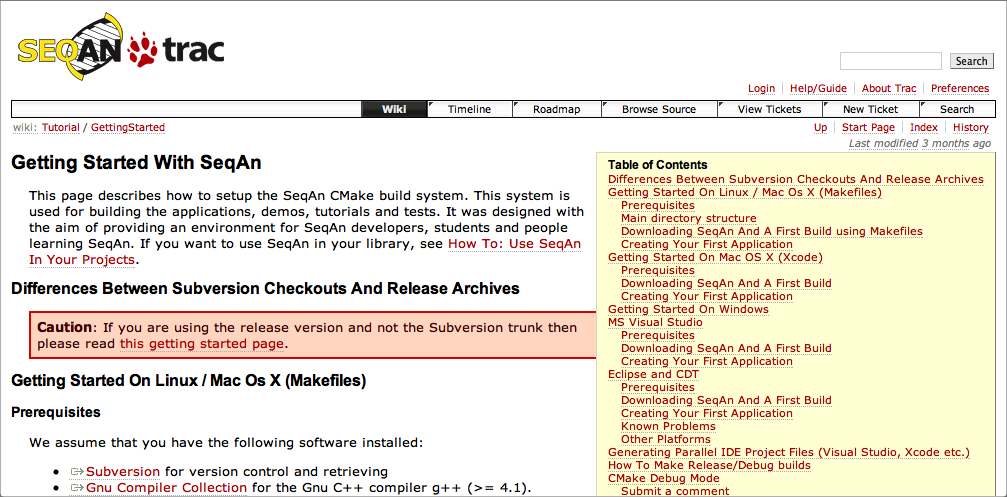 SEQAN trac
Search
Login Help/Guide About Trac Preferences
Wiki Timeline Roadmap Browse Source View Tickets New Ticket Search
wiki: Tutorial / GettingStarted
Up Start Page Index History
Last modified 3 months ago
Getting Started With SeqAn
This page describes how to setup the SeqAn CMake build system. This system is
used for building the applications, demos, tutorials and tests. It was designed with
the aim of providing an environment for SeqAn developers, students and people
learning SeqAn. If you want to use SeqAn in your library, see How To: Use SeqAn
In Your Projects.
Differences Between Subversion Checkouts And Release Archives
Caution: If you are using the release version and not the Subversion trunk then
please read this getting started page.
Getting Started On Linux / Mac Os X (Makefiles)
Prerequisites
We assume that you have the following software installed:
• Subversion for version control and retrieving
• Gnu Compiler Collection for the Gnu C++ compiler g++ (>= 4.1).
Table of Contents
Differences Between Subversion Checkouts And Release Archives
Getting Started On Linux / Mac Os X (Makefiles)
Prerequisites
Main directory structure
Downloading SeqAn And A First Build using Makefiles
Creating Your First Application
Getting Started On Mac OS X (Xcode)
Prerequisites
Downloading SeqAn And A First Build
Creating Your First Application
Getting Started On Windows
MS Visual Studio
Prerequisites
Downloading SeqAn And A First Build
Creating Your First Application
Eclipse and CDT
Prerequisites
Downloading SeqAn And A First Build
Creating Your First Application
Known Problems
Other Platforms
Generating Parallel IDE Project Files (Visual Studio, Xcode etc.)
How To Make Release/Debug builds
CMake Debug Mode
Submit a comment